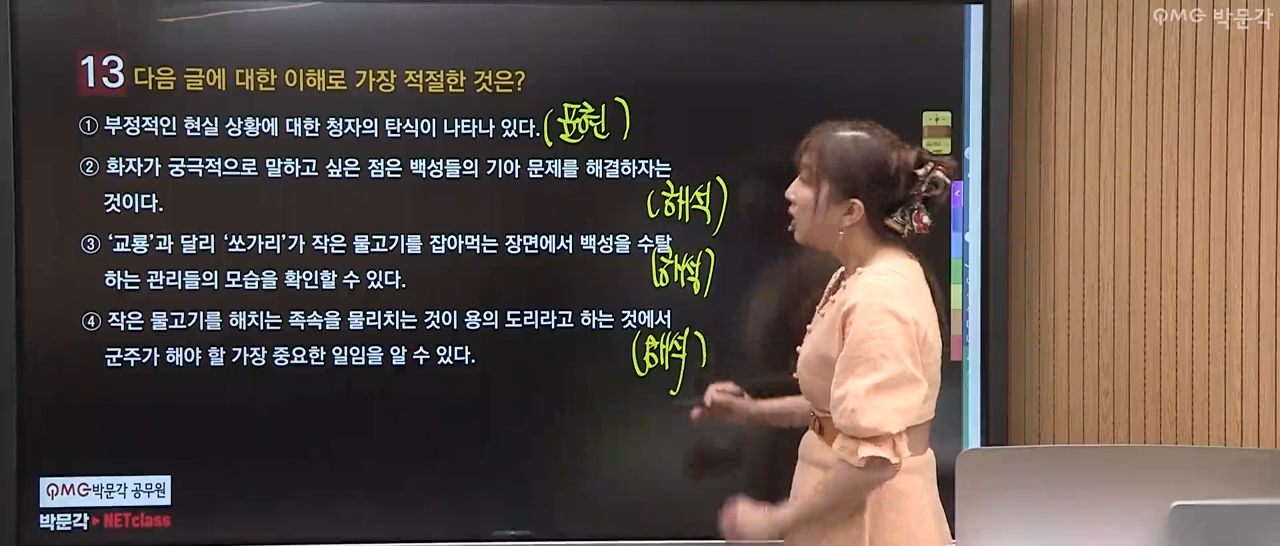 QMG 박문각
13 다음 글에 대한 이해로 가장 적절한 것은?
① 부정적인 현실 상황에 대한 청자의 탄식이 나타나 있다. (표현)
② 화자가 궁극적으로 말하고 싶은 점은 백성들의 기아 문제를 해결하자는
것이다.
(해석)
③ ‘교룡’과 달리 ‘쏘가리’가 작은 물고기를 잡아먹는 장면에서 백성을 수탈
하는 관리들의 모습을 확인할 수 있다.
(해석)
④ 작은 물고기를 해치는 족속을 물리치는 것이 용의 도리라고 하는 것에서
군주가 해야 할 가장 중요한 일임을 알 수 있다.
(해석)
QMG 박문각 공무원
박문각 NETclass